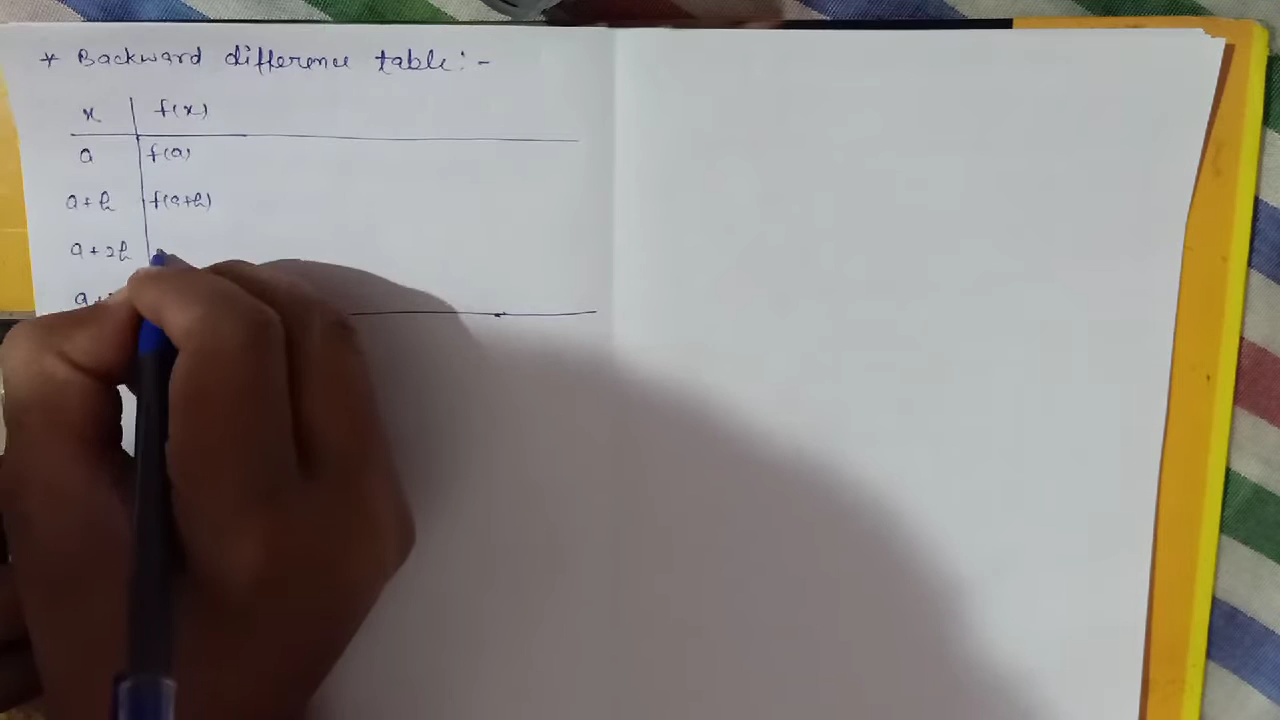 * Backward difference table:-
x f(x)
a f(a)
a+h f(a+h)
a+2h
a+